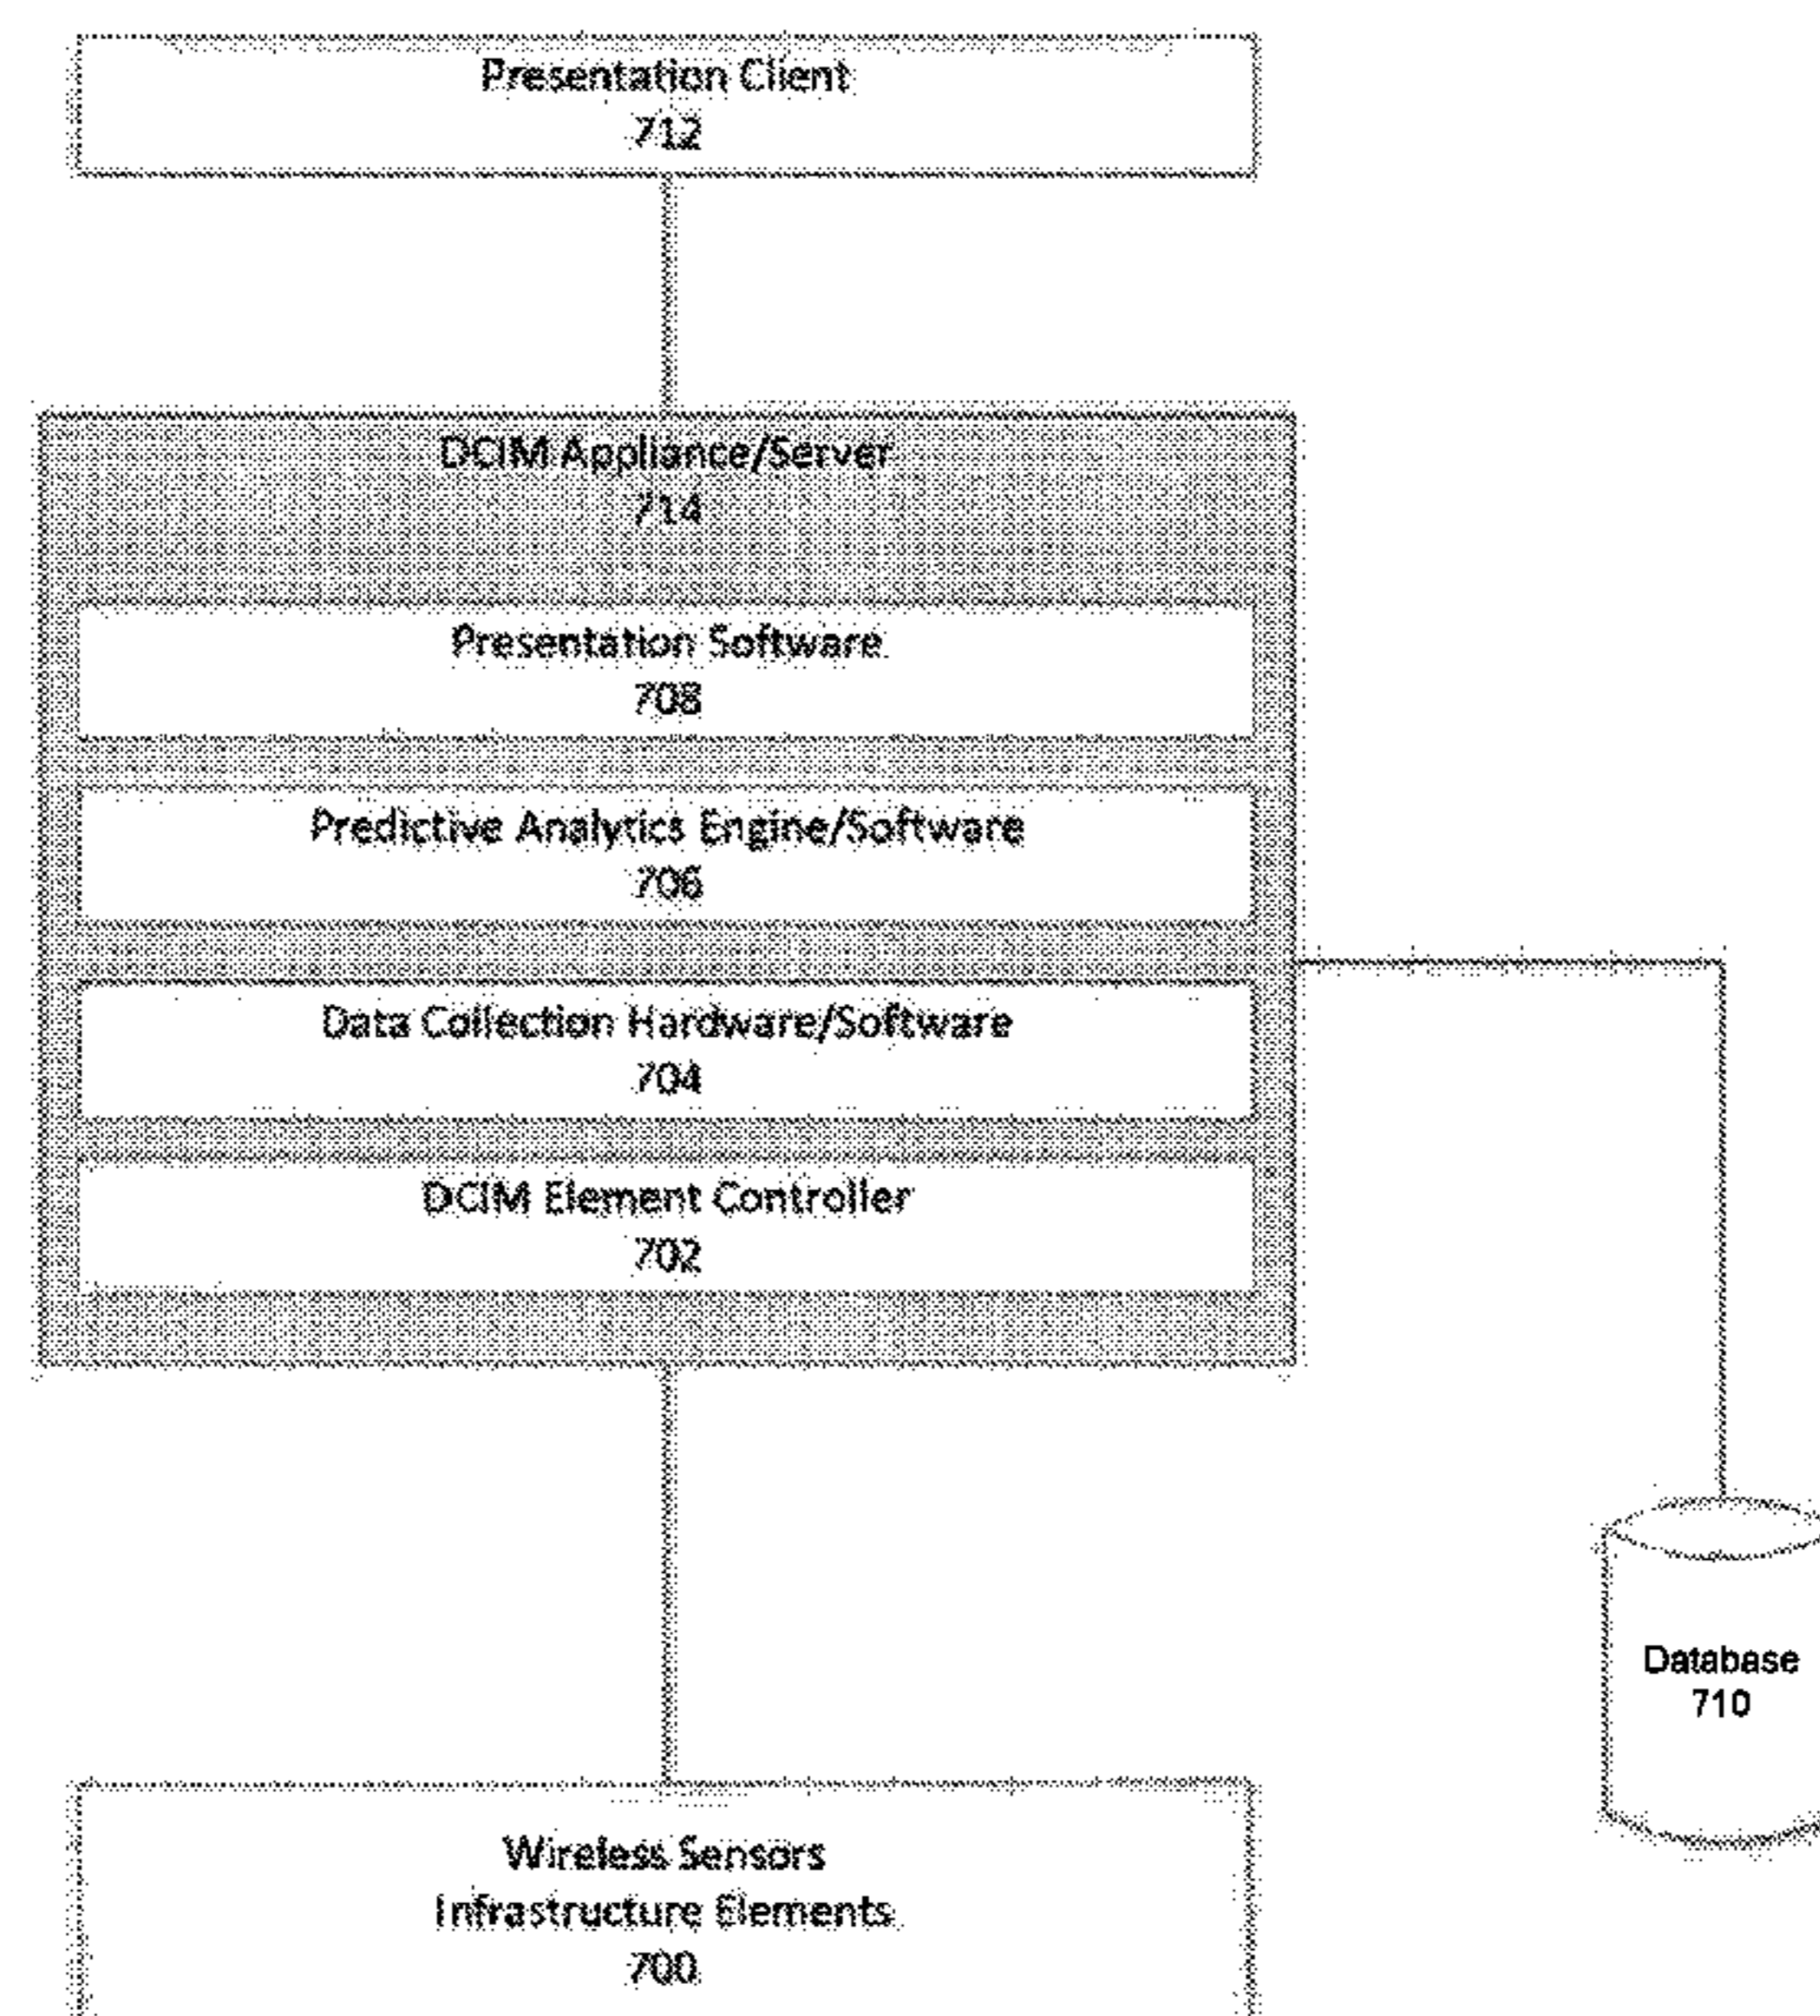 Presentation Client
712
DCIM Appliance/Server
714
Presentation Software
708
Predictive Analytics Engine/Software
706
Data Collection Hardware/Software
704
DCIM Element Controller
702
Database
710
Wireless Sensors
Infrastructure Elements
700